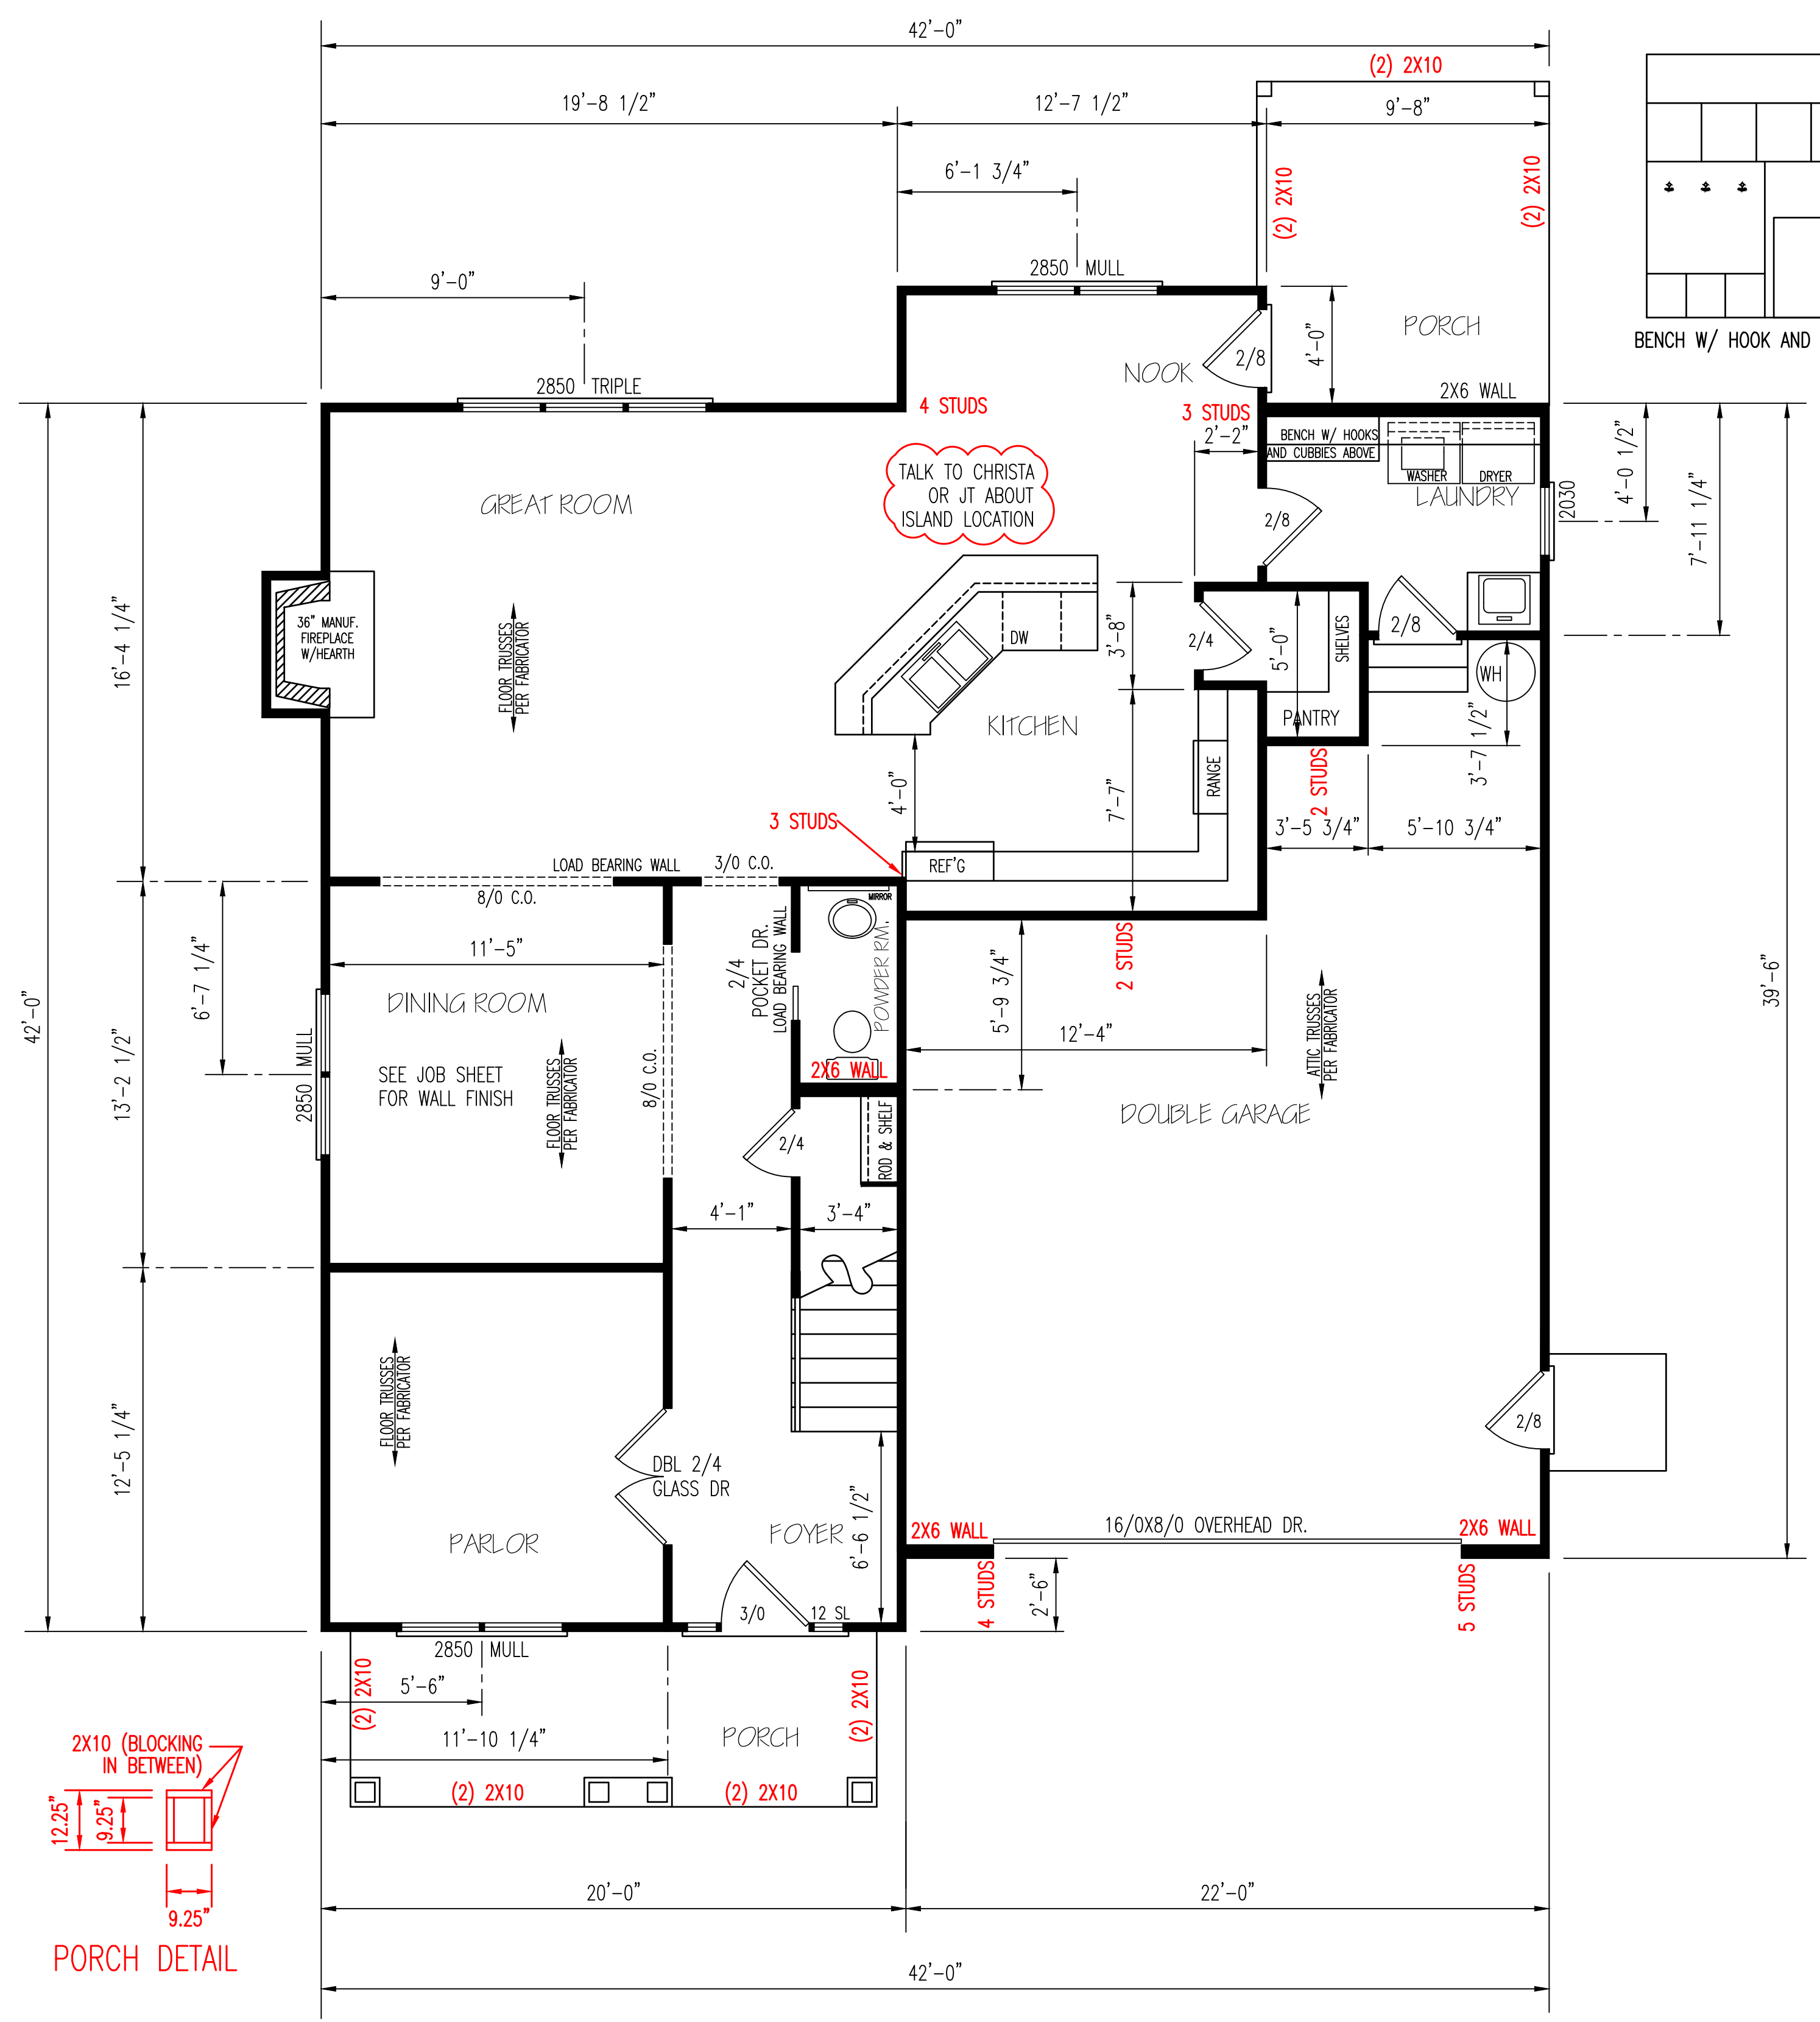 42'-0"
(2) 2X10
19'-8 1/2"
12'-7 1/2"
9'-8"
6'-1 3/4"
(2) 2X10
(2) 2X10
9'-0"
2850 MULL
4'-0"
PORCH
BENCH W/ HOOK AND
NOOK
2/8
2850 TRIPLE
4 STUDS
3 STUDS
2X6 WALL
2'-2"
BENCH W/ HOOKS
AND CUBBIES ABOVE
WASHER
DRYER
LAUNDRY
2030
4'-0 1/2"
7'-11 1/4"
TALK TO CHRISTA
OR JT ABOUT
ISLAND LOCATION
GREAT ROOM
2/8
36" MANUF.
FIREPLACE
W/HEARTH
16'-4 1/4"
FLOOR TRUSSES
PER FABRICATOR
DW
3'-8"
2/4
5'-0"
SHELVES
2/8
WH
KITCHEN
PANTRY
3'-7 1/2"
RANGE
4'-0"
7'-7"
2 STUDS
3 STUDS
3'-5 3/4"
5'-10 3/4"
LOAD BEARING WALL
3/0 C.O.
REF'G
8/0 C.O.
MIRROR
11'-5"
6'-7 1/4"
2/4
POCKET DR.
LOAD BEARING WALL
POWDER RM.
2 STUDS
5'-9 3/4"
ATTIC TRUSSES
PER FABRICATOR
39'-6"
42'-0"
DINING ROOM
12'-4"
13'-2 1/2"
2850 MULL
SEE JOB SHEET
FOR WALL FINISH
FLOOR TRUSSES
PER FABRICATOR
8/0 C.O.
2X6 WALL
DOUBLE GARAGE
2/4
ROD & SHELF
4'-1"
3'-4"
12'-5 1/4"
FLOOR TRUSSES
PER FABRICATOR
2/8
DBL 2/4
GLASS DR
PARLOR
FOYER
6'-6 1/2"
2X6 WALL
16/0X8/0 OVERHEAD DR.
2X6 WALL
4 STUDS
2'-6"
5 STUDS
3/0
12 SL
2850 MULL
(2) 2X10
5'-6"
(2) 2X10
11'-10 1/4"
PORCH
2X10 (BLOCKING
IN BETWEEN)
(2) 2X10
(2) 2X10
12.25"
9.25"
9.25"
PORCH DETAIL
20'-0"
22'-0"
42'-0"